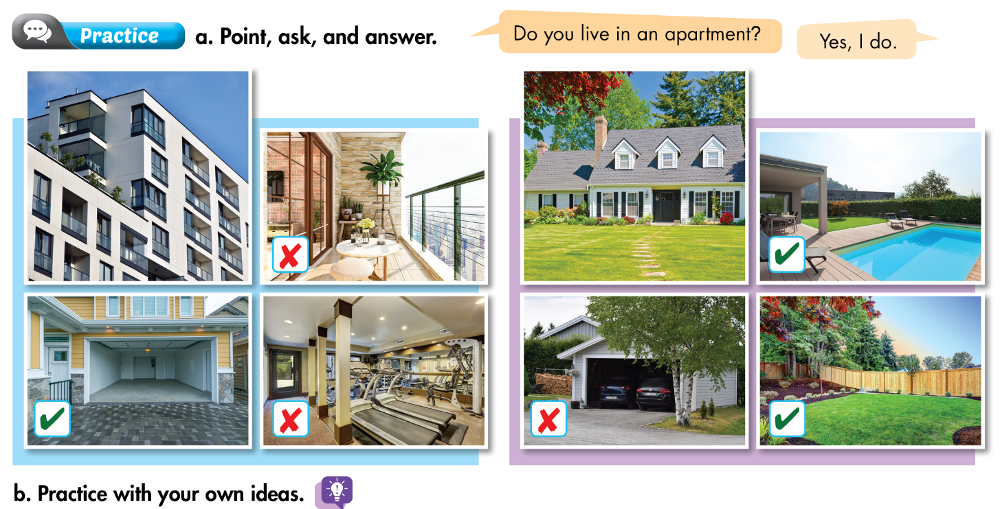 Practice a. Point, ask, and answer.
Do you live in an apartment?
Yes, I do.
b. Practice with your own ideas.